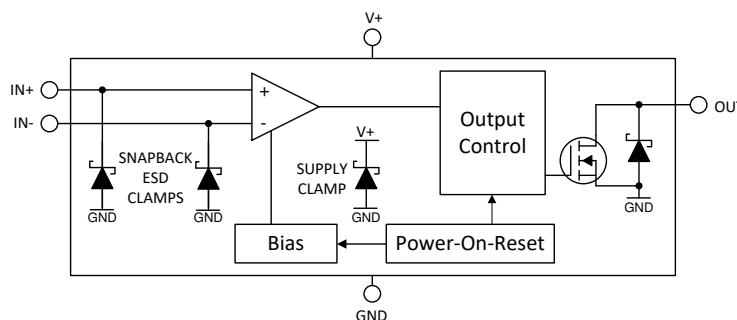 V+
IN+
IN-
+
-
SNAPBACK
ESD
CLAMPS
GND
GND
V+
SUPPLY
CLAMP
GND
Output
Control
OUT
GND
Bias
Power-On-Reset
GND